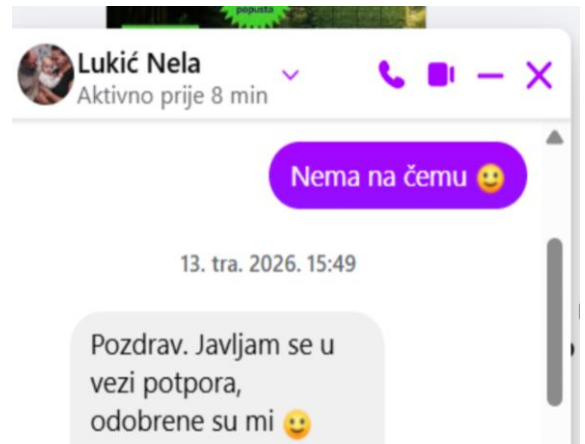 popusta
Lukić Nela
Aktivno prije 8 min
Nema na čemu 🙂
13. tra. 2026. 15:49
Pozdrav. Javljam se u
vezi potpora,
odobrene su mi 🙂